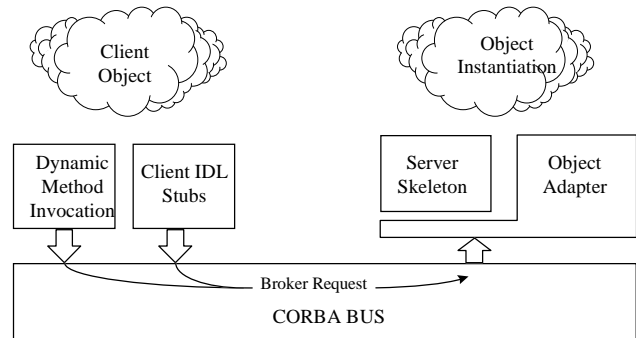 Client
Object
Object
Instantiation
Dynamic
Method
Invocation
Client IDL
Stubs
Server
Skeleton
Object
Adapter
Broker Request
CORBA BUS